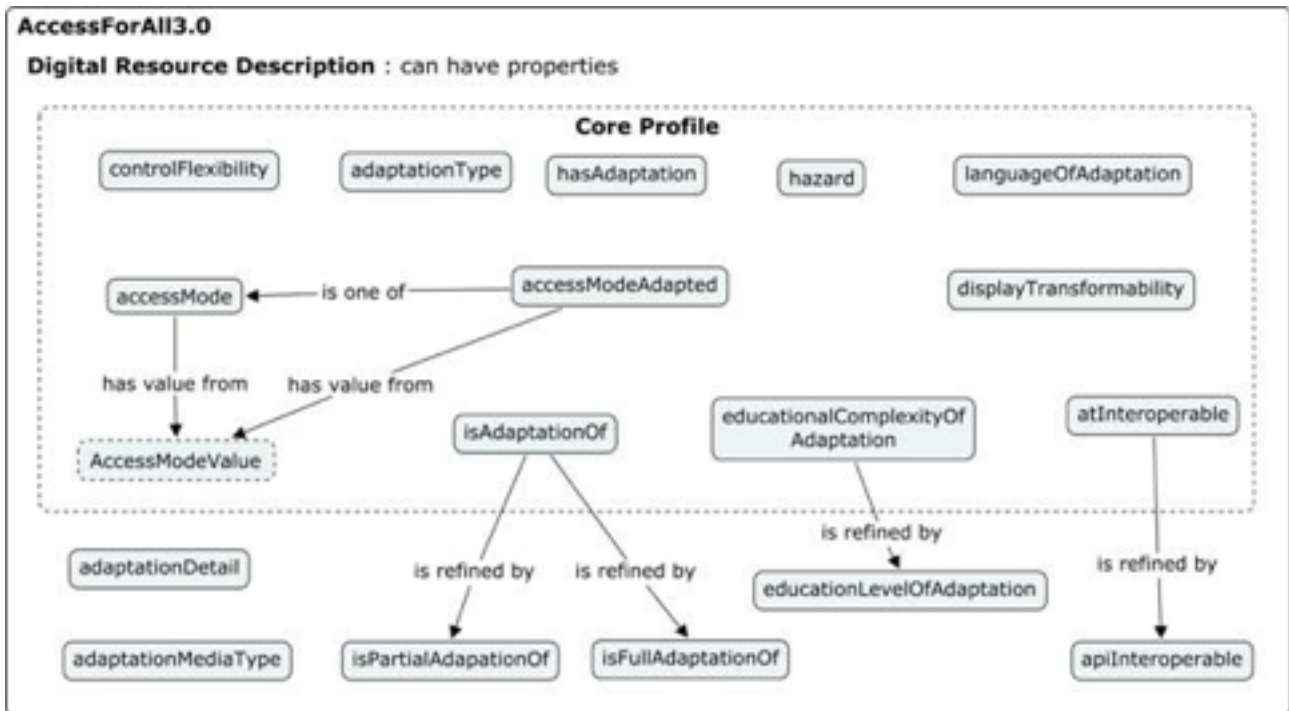 AccessForAll3.0
Digital Resource Description : can have properties
Core Profile
controlFlexibility
adaptationType
hasAdaptation
hazard
languageOfAdaptation
accessMode
is one of
accessModeAdapted
displayTransformability
has value from
has value from
AccessModeValue
isAdaptationOf
educationalComplexityOf
Adaptation
atInteroperable
adaptationDetail
is refined by
is refined by
is refined by
educationLevelOfAdaptation
is refined by
adaptationMediaType
isPartialAdapationOf
isFullAdaptationOf
apiInteroperable